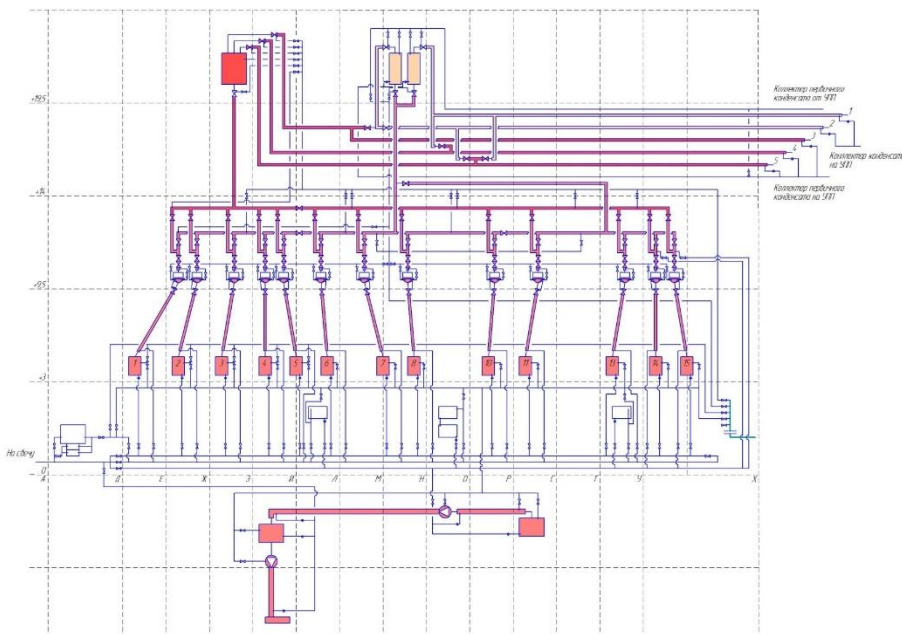 Коллектор первичного
конденсата от УПП
+19,5
1
2
3
4
5
Коллектор конденсата
на УПП
Коллектор первичного
конденсата на УПП
+14
+9,5
1 2 3 4 5 6 7 8 10 11 13 14 15
+3
На свечу
0
А Д Е Ж З И Л М Н О Р С Т У Х